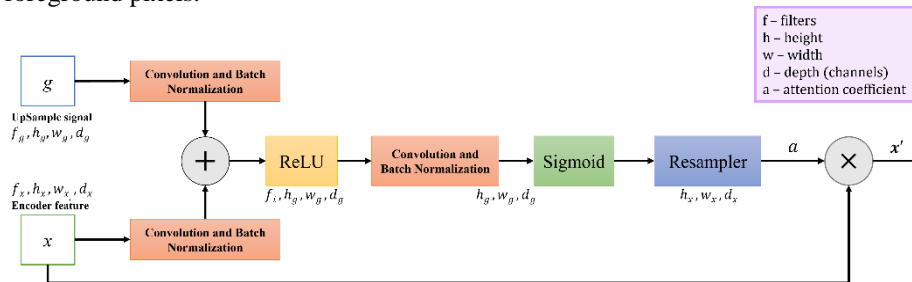 foreground pixels.
f – filters
h – height
w – width
d – depth (channels)
a – attention coefficient
g
Convolution and Batch
Normalization
UpSample signal
f_g, h_g, w_g, d_g
+
ReLU
Convolution and
Batch Normalization
Sigmoid
Resampler
a
×
x'
f_i, h_g, w_g, d_g
h_g, w_g, d_g
h_x, w_x, d_x
f_x, h_x, w_x, d_x
Encoder feature
x
Convolution and Batch
Normalization